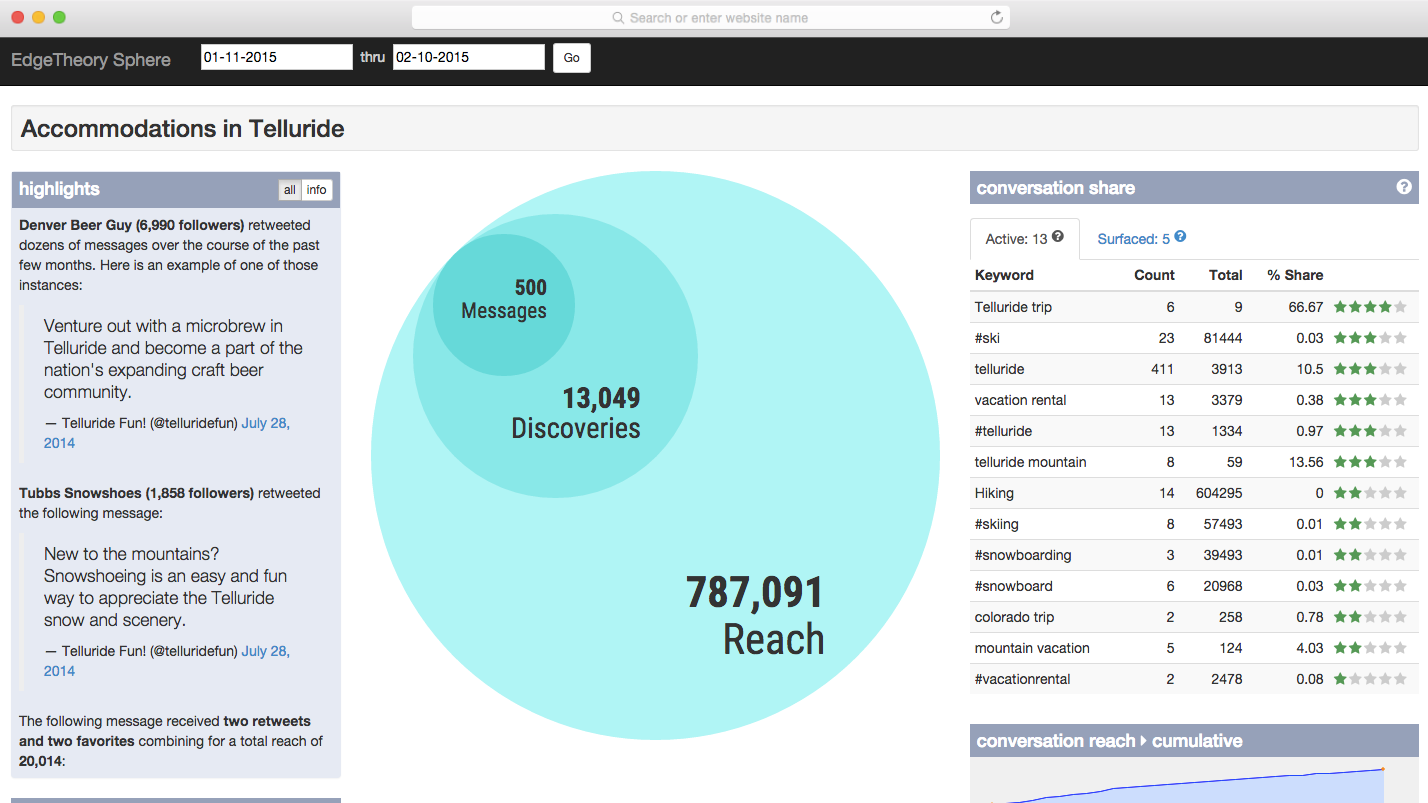 Search or enter website name
EdgeTheory Sphere
01-11-2015
thru
02-10-2015
Go
Accommodations in Telluride
highlights
all
info
Denver Beer Guy (6,990 followers) retweeted
dozens of messages over the course of the past
few months. Here is an example of one of those
instances:
Venture out with a microbrew in
Telluride and become a part of the
nation's expanding craft beer
community.
— Telluride Fun! (@telluridefun) July 28,
2014
Tubbs Snowshoes (1,858 followers) retweeted
the following message:
New to the mountains?
Snowshoeing is an easy and fun
way to appreciate the Telluride
snow and scenery.
— Telluride Fun! (@telluridefun) July 28,
2014
The following message received two retweets
and two favorites combining for a total reach of
20,014:
500
Messages
13,049
Discoveries
787,091
Reach
conversation share ?
Active: 13 ?
Surfaced: 5 ?
Keyword Count Total % Share
Telluride trip 6 9 66.67
#ski 23 81444 0.03
telluride 411 3913 10.5
vacation rental 13 3379 0.38
#telluride 13 1334 0.97
telluride mountain 8 59 13.56
Hiking 14 604295 0
#skiing 8 57493 0.01
#snowboarding 3 39493 0.01
#snowboard 6 20968 0.03
colorado trip 2 258 0.78
mountain vacation 5 124 4.03
#vacationrental 2 2478 0.08
conversation reach cumulative